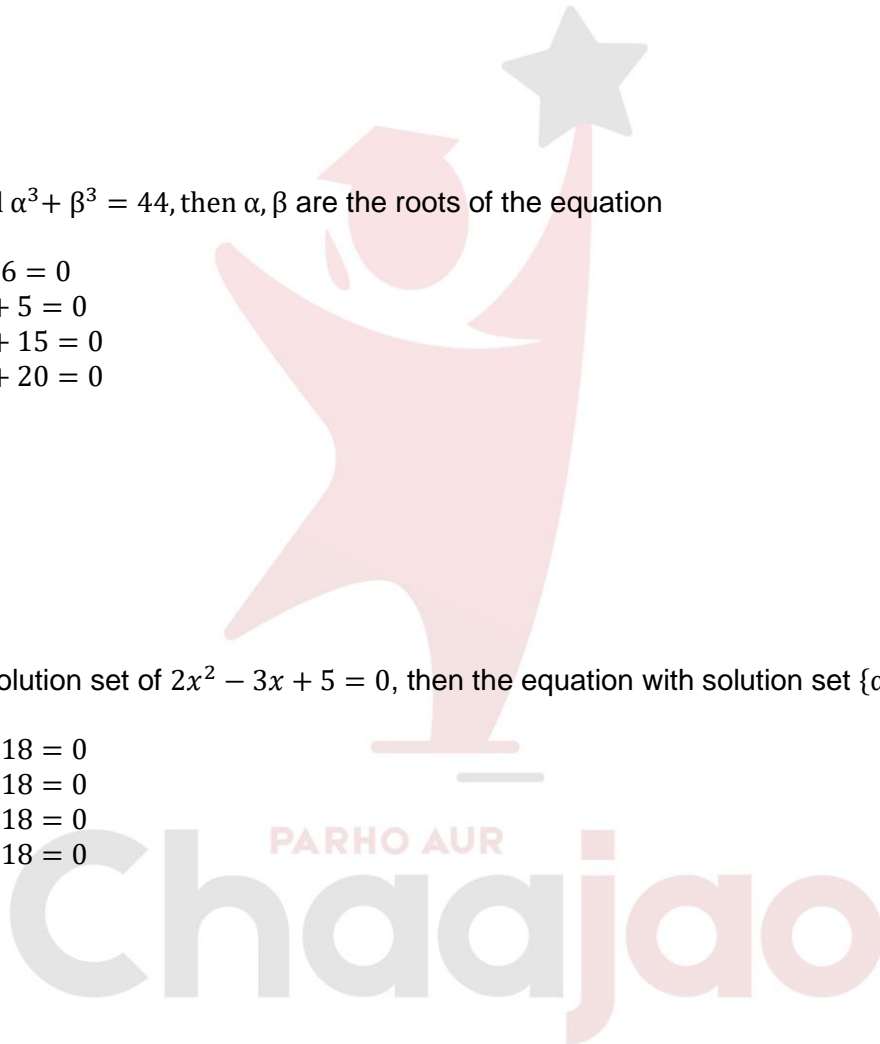 α³+ β³ = 44, then α, β are the roots of the equation
6 = 0
+ 5 = 0
+ 15 = 0
+ 20 = 0
solution set of 2x² − 3x + 5 = 0, then the equation with solution set {α
18 = 0
18 = 0
18 = 0
18 = 0
PARHO AUR
Chaajao